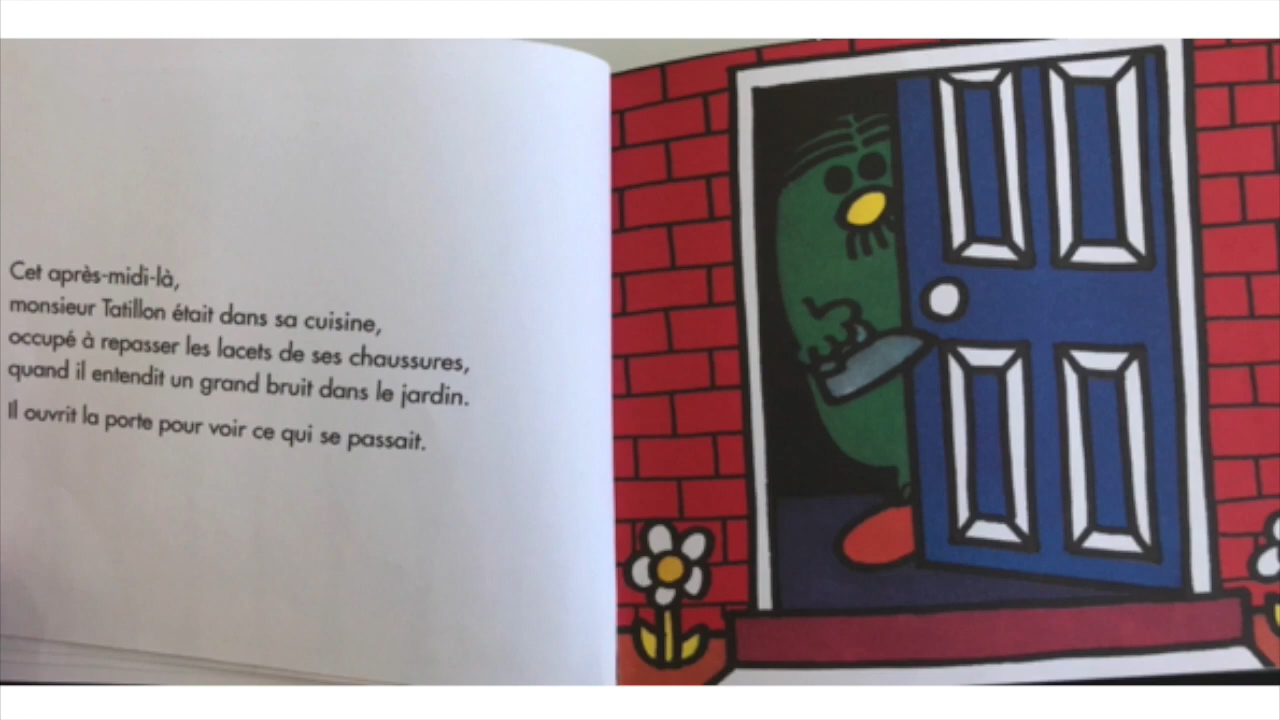 Cet après-midi-là,
monsieur Tatillon était dans sa cuisine,
occupé à repasser les lacets de ses chaussures,
quand il entendit un grand bruit dans le jardin.
Il ouvrit la porte pour voir ce qui se passait.